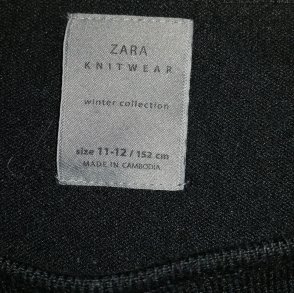 ZARA
KNITWEAR
winter collection
size 11-12 / 152 cm
MADE IN CAMBODIA